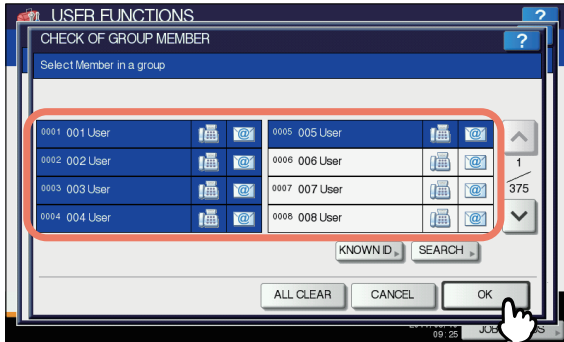 USER FUNCTIONS
?
CHECK OF GROUP MEMBER
?
Select Member in a group
0001 001 User
0005 005 User
0002 002 User
0006 006 User
0003 003 User
0007 007 User
0004 004 User
0008 008 User
1
375
KNOWN ID
SEARCH
ALL CLEAR
CANCEL
OK
09:25